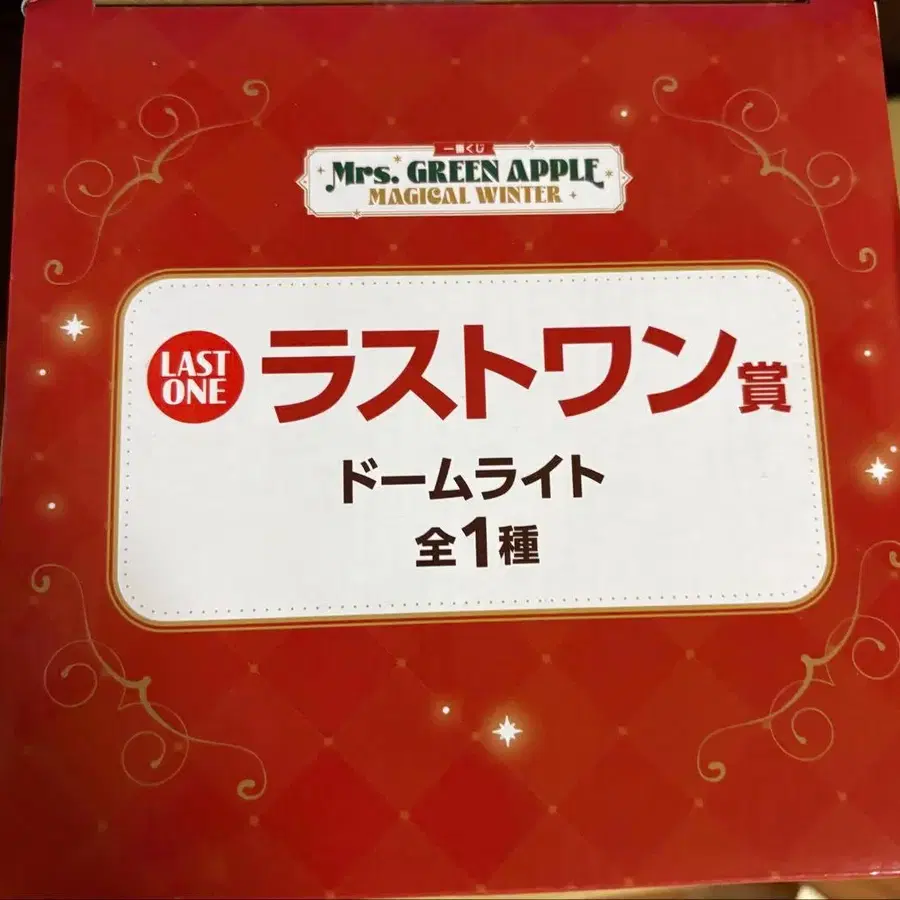 一番くじ
Mrs. GREEN APPLE
MAGICAL WINTER
LAST
ONE
ラストワン賞
ドームライト
全1種